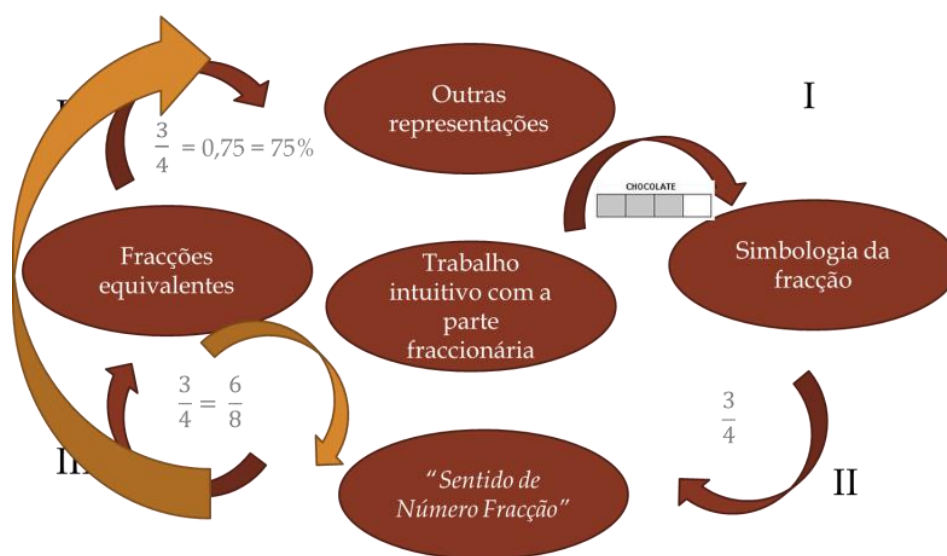 Outras
representações
I
3/4 = 0,75 = 75%
CHOCOLATE
Fracções
equivalentes
Trabalho
intuitivo com a
parte
fraccionária
Simbologia da
fracção
3/4 = 6/8
3/4
III
"Sentido de
Número Fracção"
II